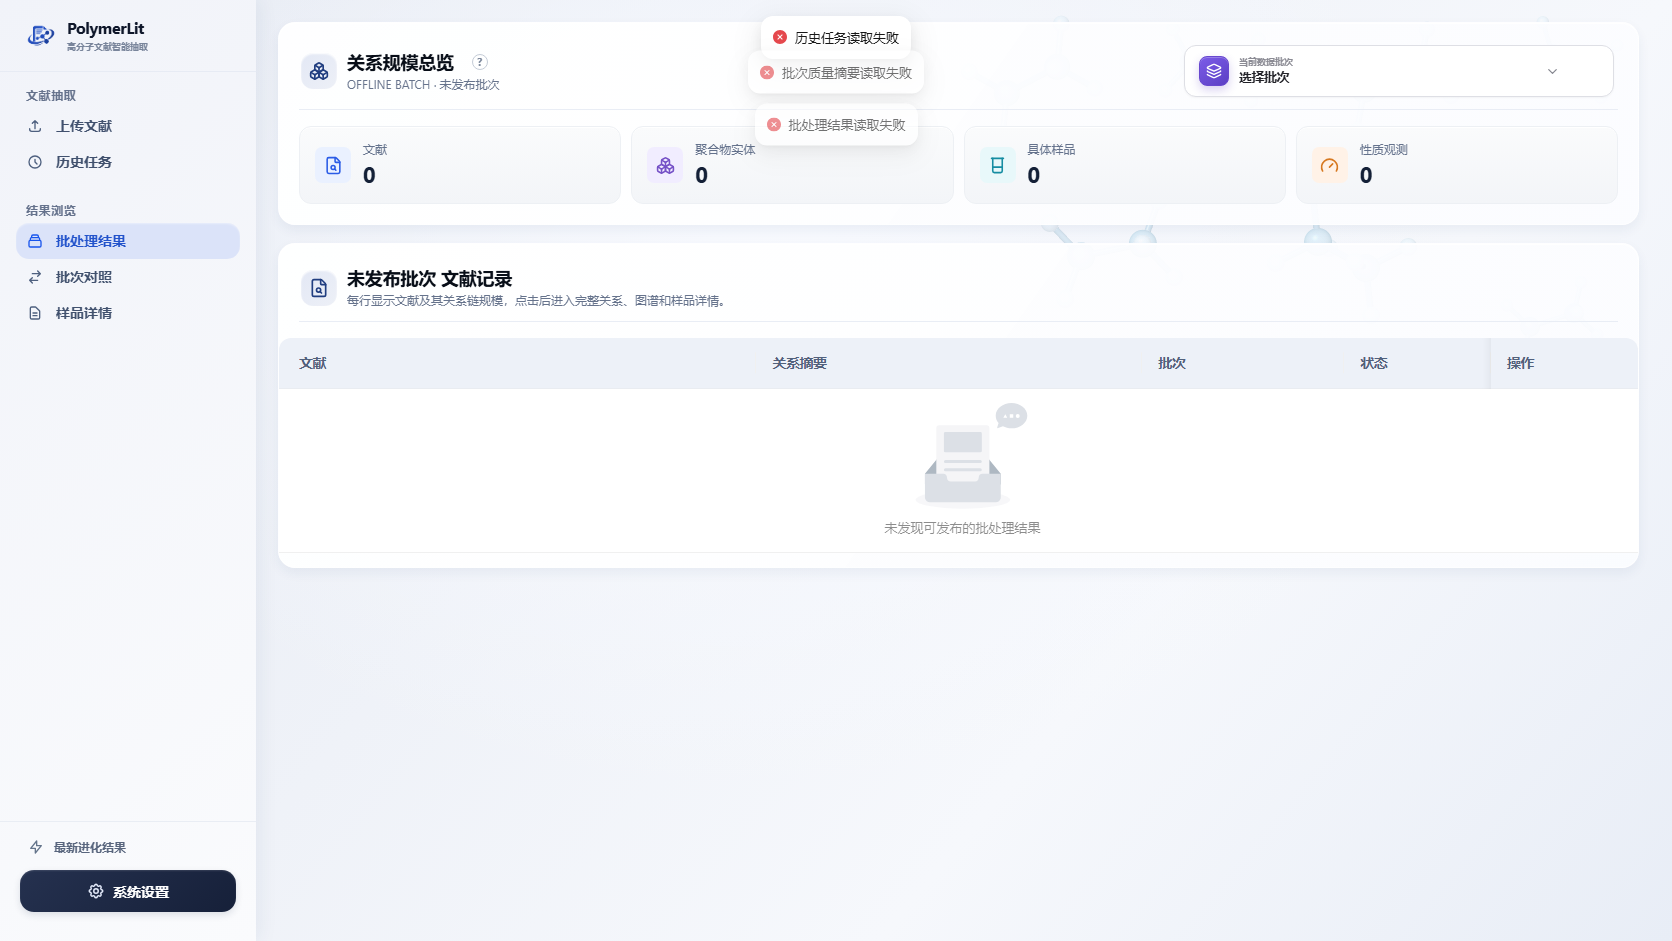 PolymerLit
高分子文献智能抽取
文献抽取
上传文献
历史任务
结果浏览
批处理结果
批次对照
样品详情
最新进化结果
系统设置
历史任务读取失败
批次质量摘要读取失败
批处理结果读取失败
关系规模总览 ?
OFFLINE BATCH · 未发布批次
当前数据批次
选择批次
文献
0
聚合物实体
0
具体样品
0
性质观测
0
未发布批次 文献记录
每行显示文献及其关系链规模，点击后进入完整关系、图谱和样品详情。
文献 关系摘要 批次 状态 操作
未发现可发布的批处理结果